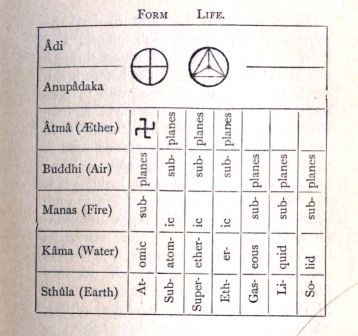 FORM LIFE.
Âdi
Anupâdaka
Âtmâ (Æther)
Buddhi (Air)
Manas (Fire)
Kâma (Water)
Sthûla (Earth)
At- omic sub- planes
Sub- atom- ic sub- planes
Super- ether- ic sub- planes
Eth- er- ic sub- planes
Gas- eous sub- planes
Li- quid sub- planes
So- lid sub- planes